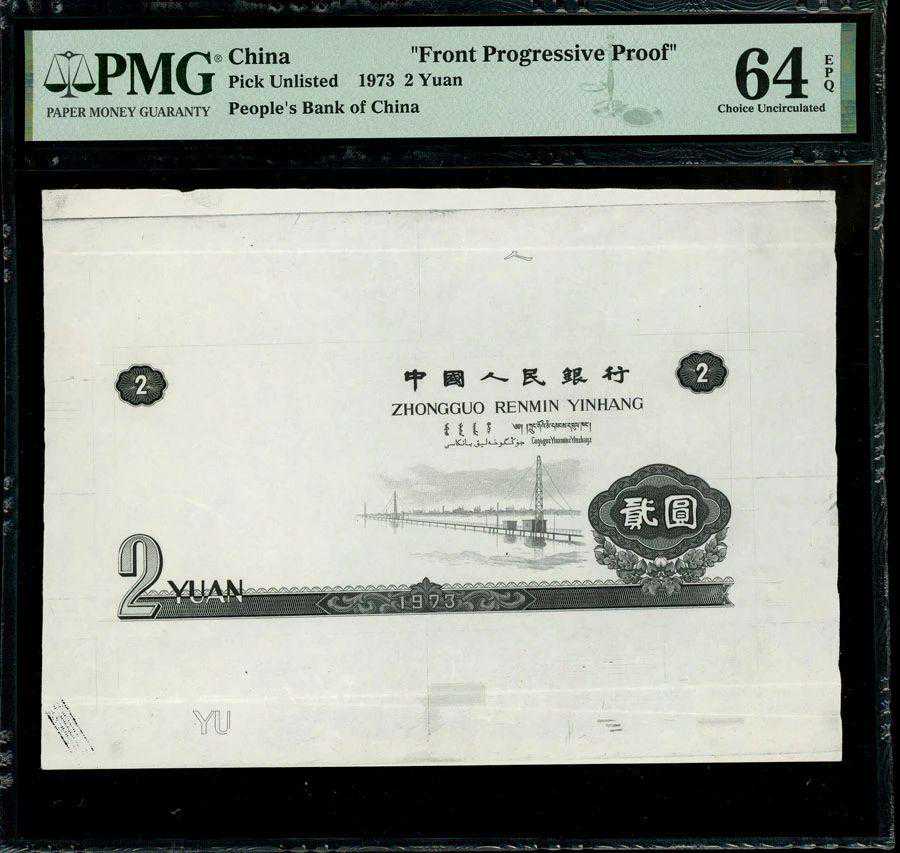 PMG®
PAPER MONEY GUARANTY
China
"Front Progressive Proof"
Pick Unlisted 1973 2 Yuan
People's Bank of China
64
EPQ
Choice Uncirculated
2
2
中國人民銀行
ZHONGGUO RENMIN YINHANG
貳圓
2 YUAN
1973
YU